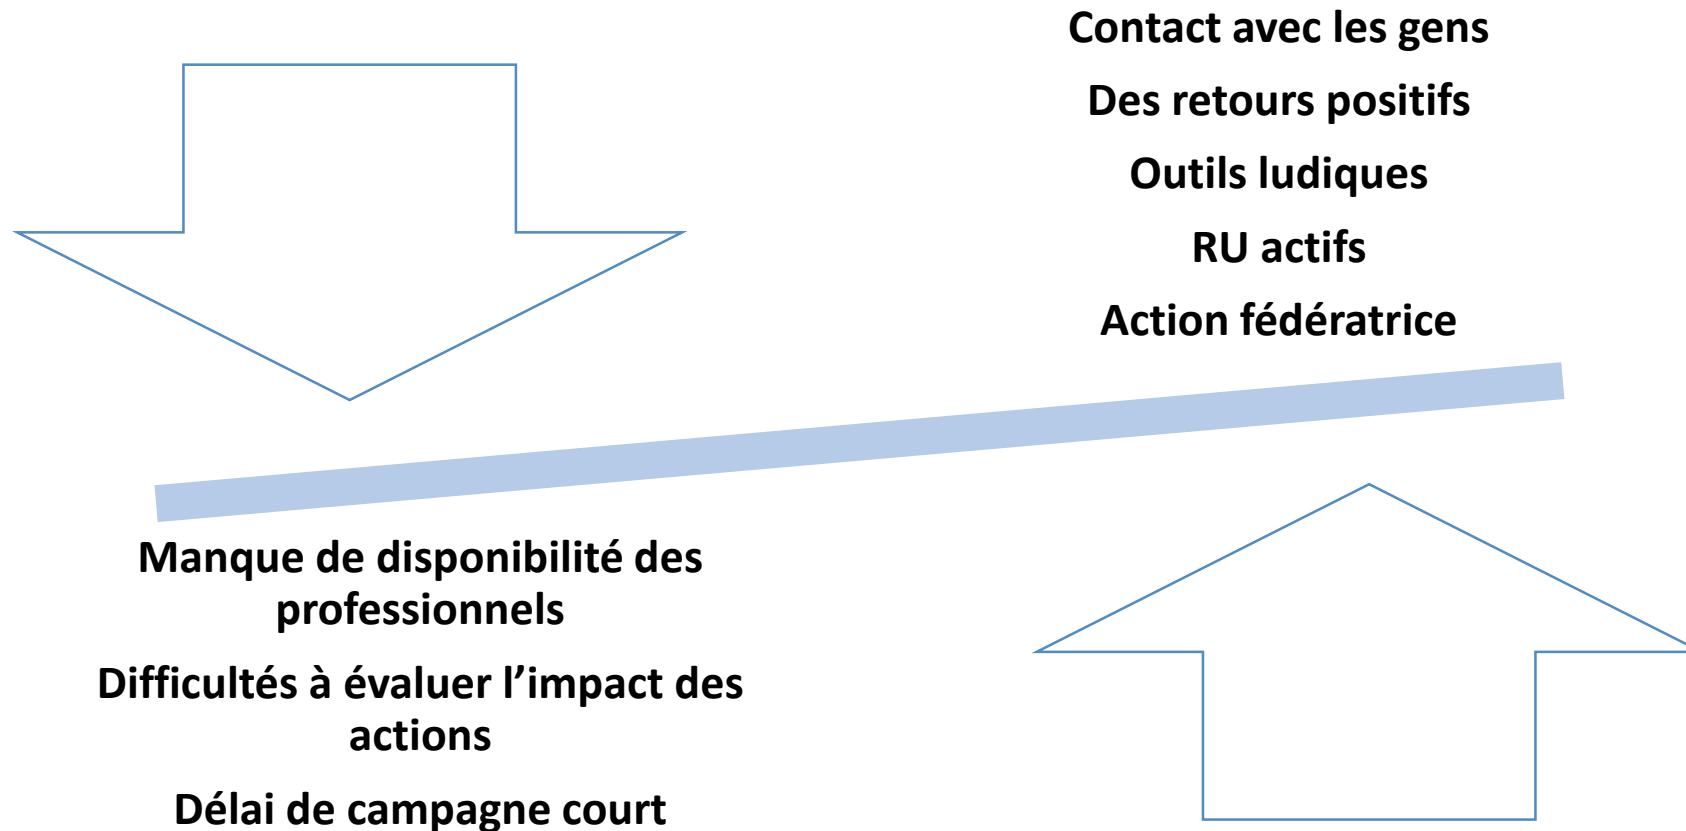 Contact avec les gens
Des retours positifs
Outils ludiques
RU actifs
Action fédératrice
Manque de disponibilité des
professionnels
Difficultés à évaluer l’impact des
actions
Délai de campagne court